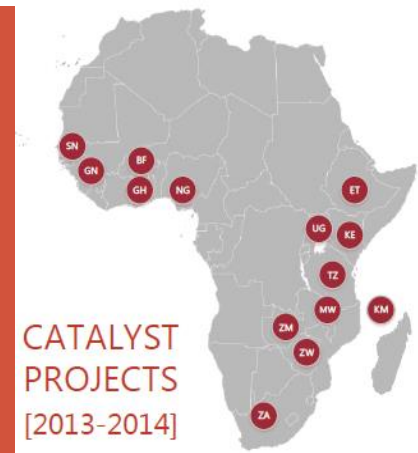 SN
BF
GN
GH
NG
ET
UG
KE
TZ
MW
KM
ZM
ZW
ZA
CATALYST
PROJECTS
[2013-2014]